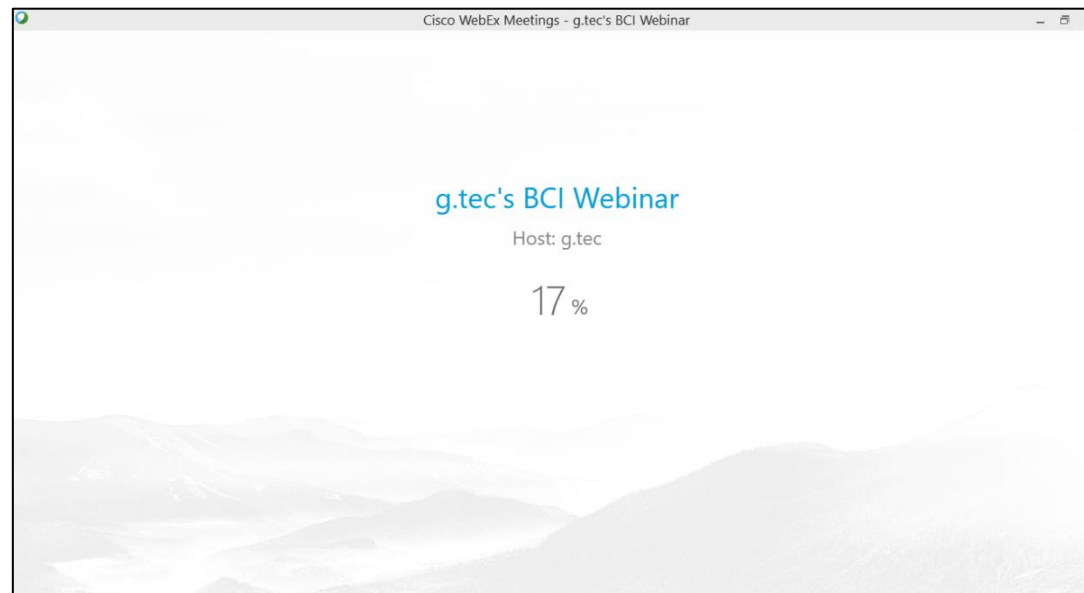 Cisco WebEx Meetings - g.tec's BCI Webinar
g.tec's BCI Webinar
Host: g.tec
17 %